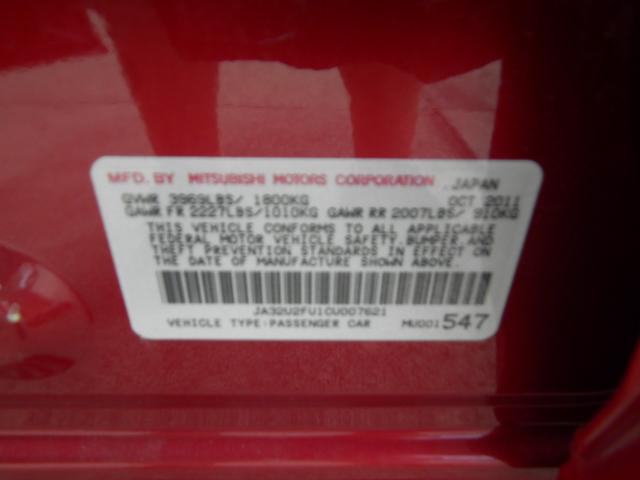 MFD. BY MITSUBISHI MOTORS CORPORATION JAPAN
GVWR 3969LBS/ 1800KG OCT 2011
GAWR FR 2227LBS/1010KG GAWR RR 2007LBS/ 910KG
THIS VEHICLE CONFORMS TO ALL APPLICABLE
FEDERAL MOTOR VEHICLE SAFETY, BUMPER, AND
THEFT PREVENTION STANDARDS IN EFFECT ON
THE DATE OF MANUFACTURE SHOWN ABOVE.
JA32U2FU1CU007621
VEHICLE TYPE:PASSENGER CAR MU001547